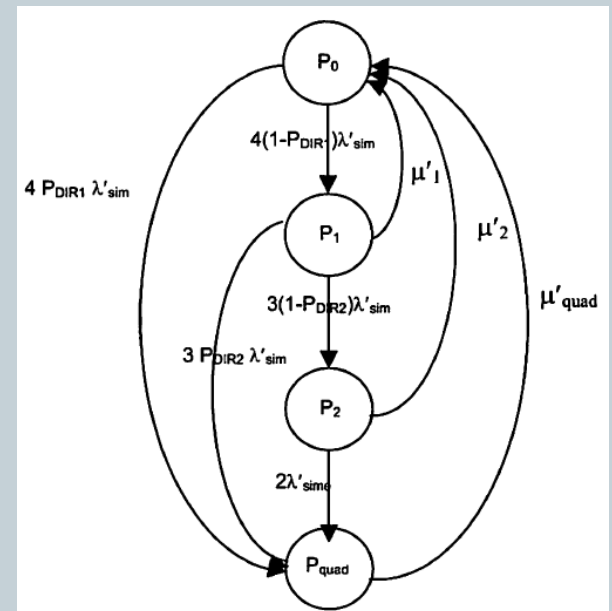 P0
4(1-PDIR1)λ'sim
μ'1
4 PDIR1 λ'sim
P1
μ'2
μ'quad
3(1-PDIR2)λ'sim
3 PDIR2 λ'sim
P2
2λ'sime
Pquad